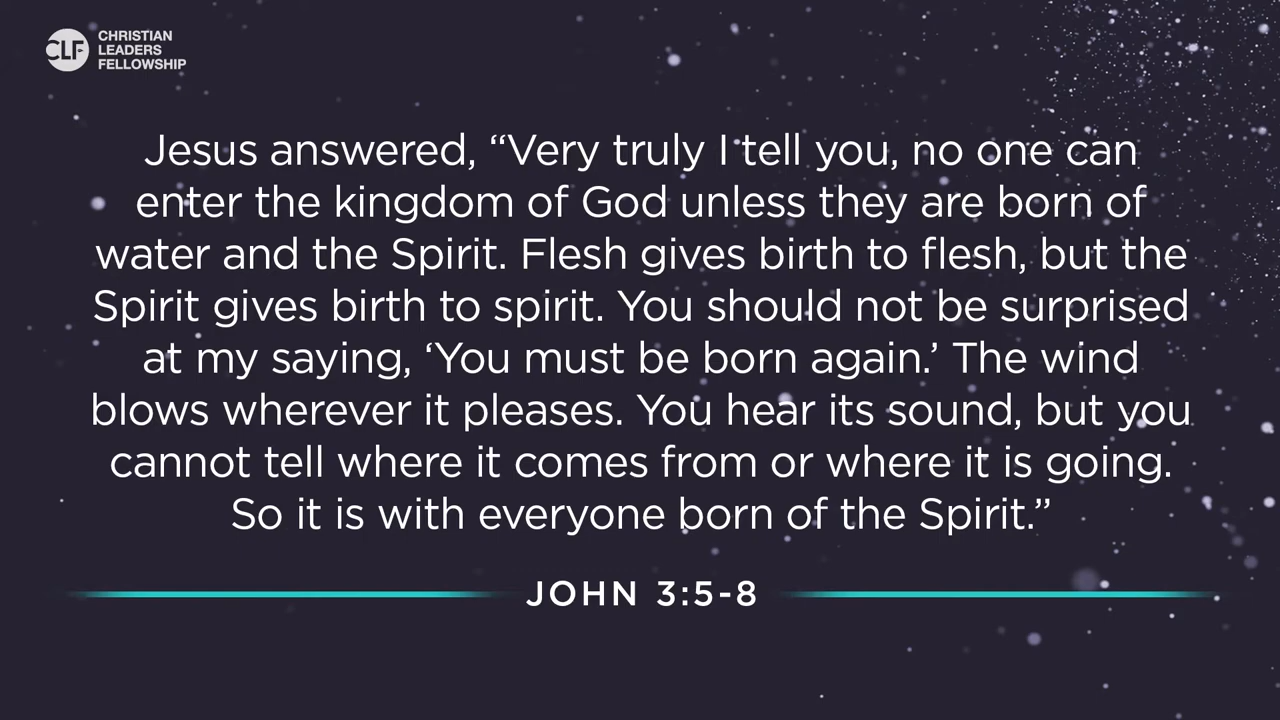 CLF
CHRISTIAN
LEADERS
FELLOWSHIP
Jesus answered, “Very truly I tell you, no one can
enter the kingdom of God unless they are born of
water and the Spirit. Flesh gives birth to flesh, but the
Spirit gives birth to spirit. You should not be surprised
at my saying, ‘You must be born again.’ The wind
blows wherever it pleases. You hear its sound, but you
cannot tell where it comes from or where it is going.
So it is with everyone born of the Spirit.”
JOHN 3:5-8